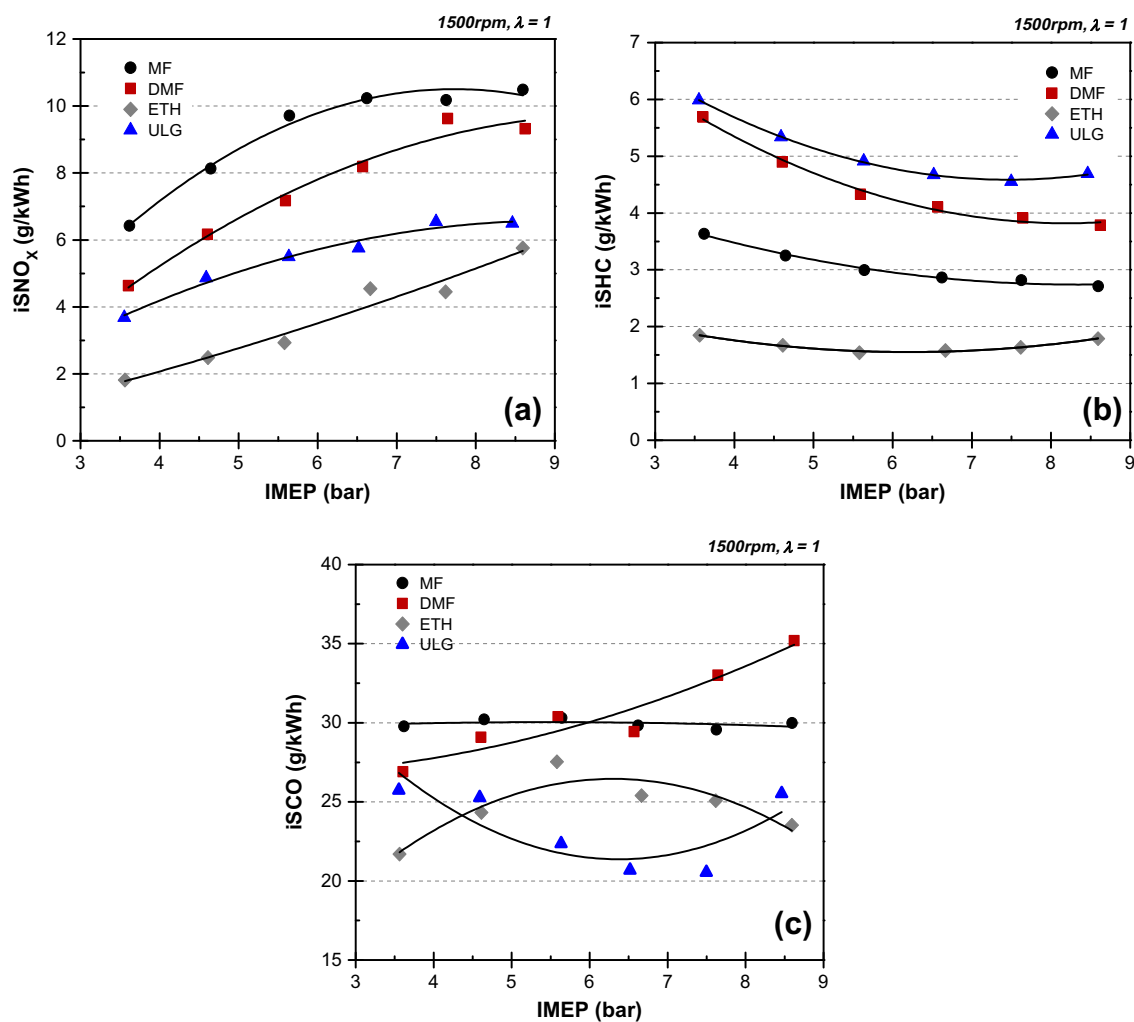 1500rpm, λ = 1
12
10
8
6
4
2
0
iSNOX (g/kWh)
MF
DMF
ETH
ULG
(a)
3 4 5 6 7 8 9
IMEP (bar)
1500rpm, λ = 1
7
6
5
4
3
2
1
0
iSHC (g/kWh)
MF
DMF
ETH
ULG
(b)
3 4 5 6 7 8 9
IMEP (bar)
1500rpm, λ = 1
40
35
30
25
20
15
iSCO (g/kWh)
MF
DMF
ETH
ULG
(c)
3 4 5 6 7 8 9
IMEP (bar)